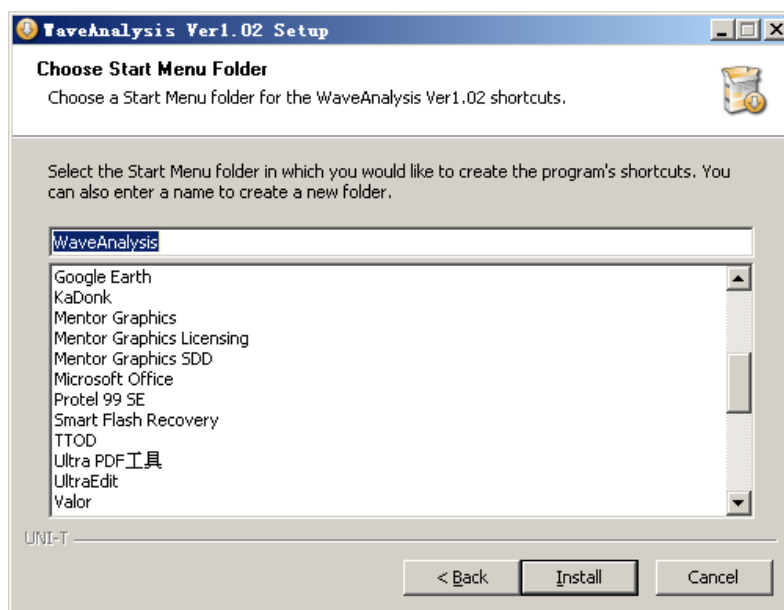 WaveAnalysis Ver1.02 Setup
Choose Start Menu Folder
Choose a Start Menu folder for the WaveAnalysis Ver1.02 shortcuts.
Select the Start Menu folder in which you would like to create the program's shortcuts. You
can also enter a name to create a new folder.
WaveAnalysis
Google Earth
KaDonk
Mentor Graphics
Mentor Graphics Licensing
Mentor Graphics SDD
Microsoft Office
Protel 99 SE
Smart Flash Recovery
TTOD
Ultra PDF工具
UltraEdit
Valor
UNI-T
< Back Install Cancel